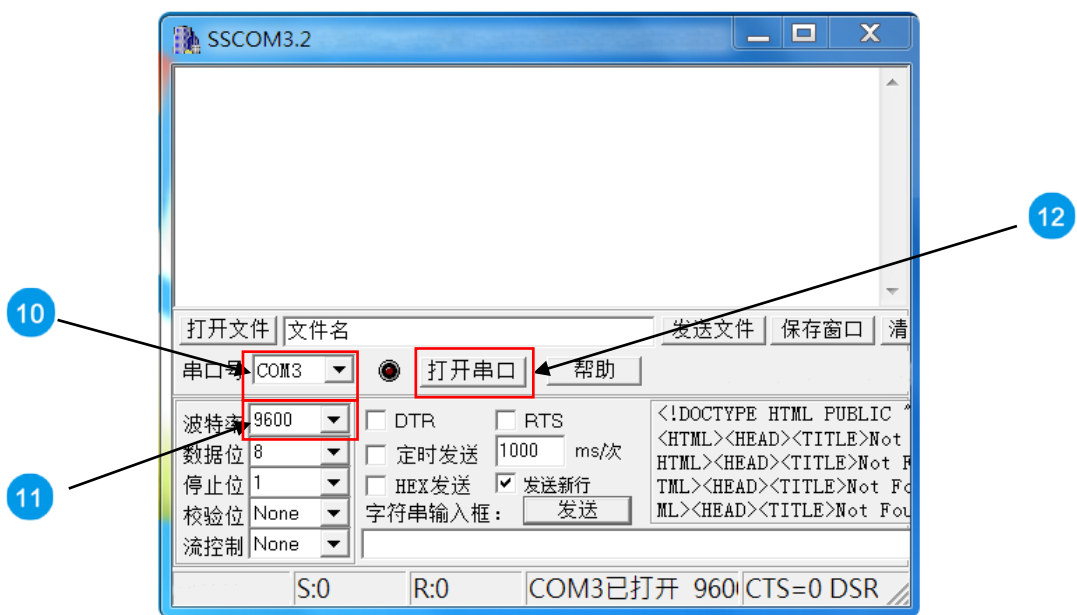 SSCOM3.2
12
10
打开文件 文件名 发送文件 保存窗口 清
串口号 COM3 打开串口 帮助
波特率 9600 DTR RTS
数据位 8 定时发送 1000 ms/次
停止位 1 HEX发送 发送新行
11
校验位 None 字符串输入框： 发送
流控制 None
<!DOCTYPE HTML PUBLIC "
<HTML><HEAD><TITLE>Not
HTML><HEAD><TITLE>Not F
TML><HEAD><TITLE>Not Fo
ML><HEAD><TITLE>Not Fou
S:0 R:0 COM3已打开 960 CTS=0 DSR